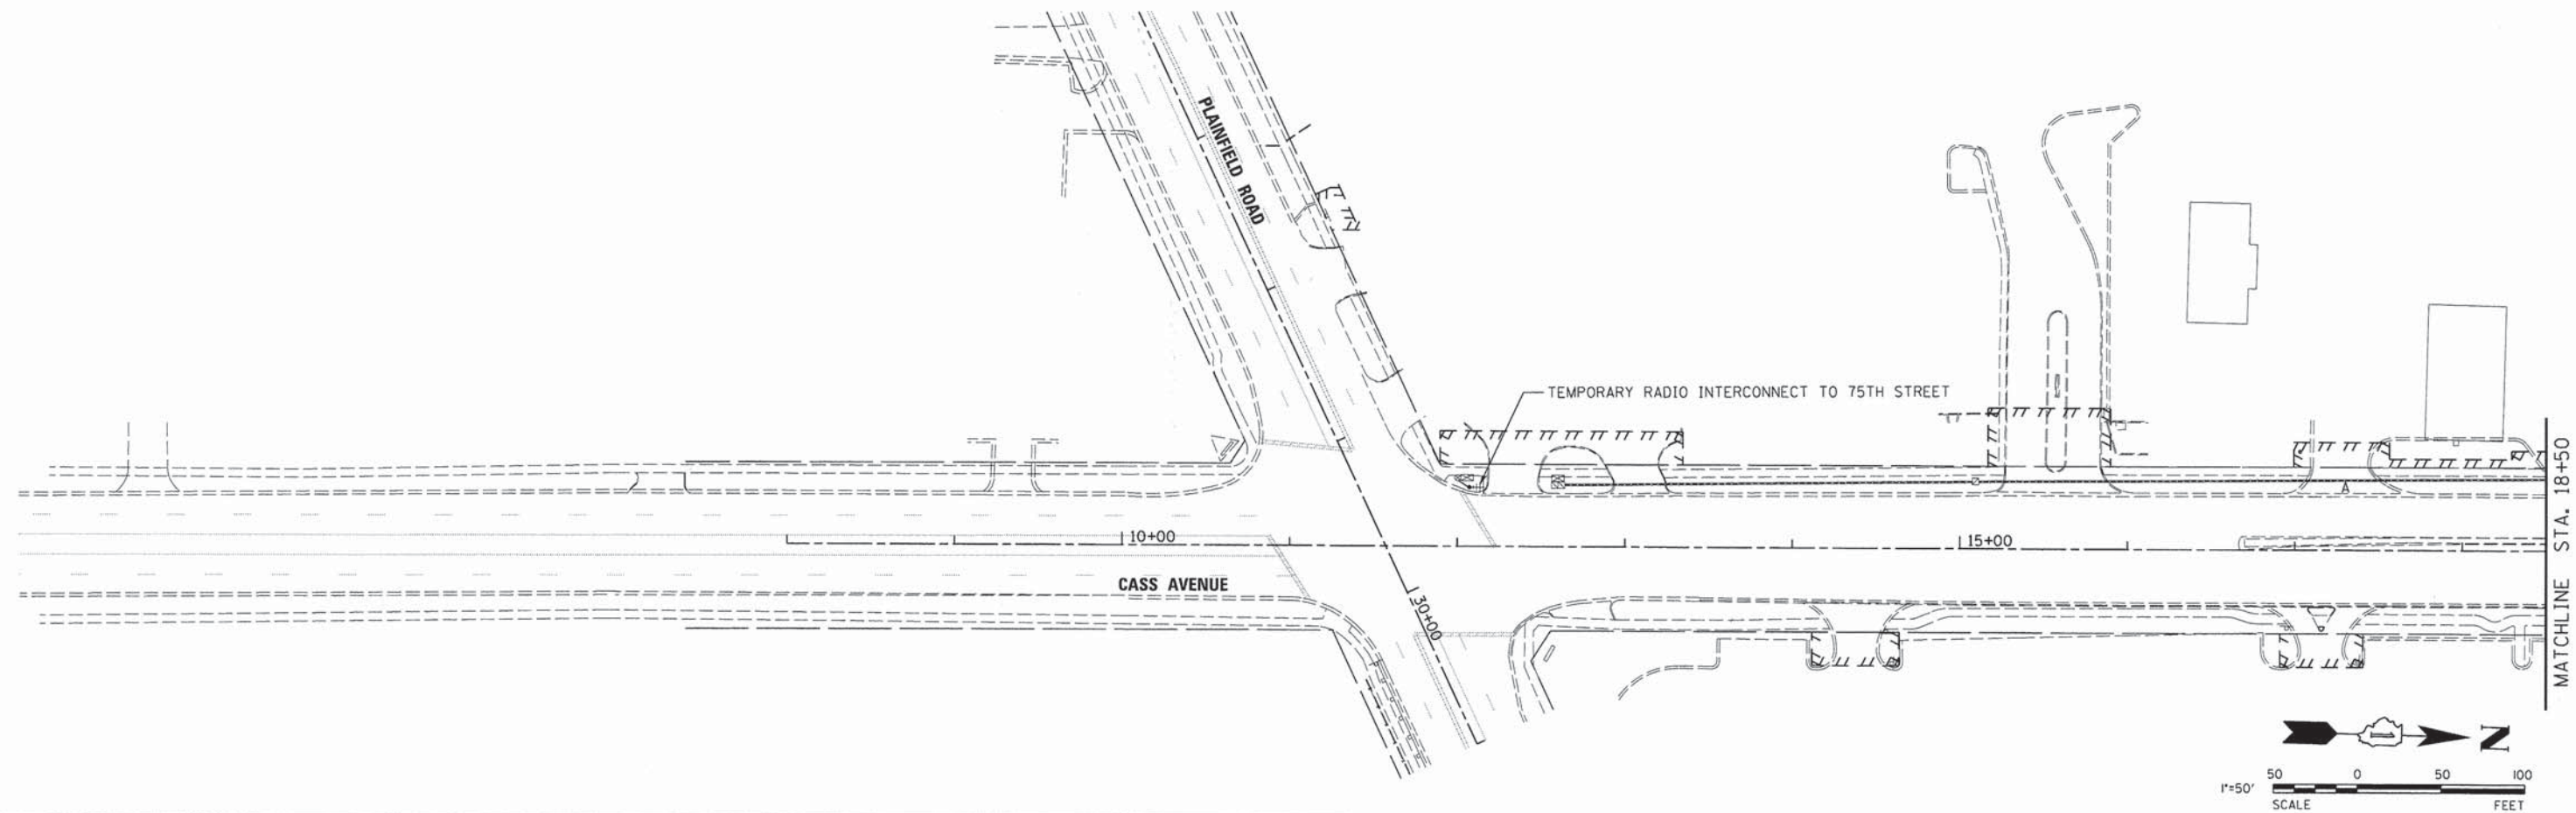 PLAINFIELD ROAD
TEMPORARY RADIO INTERCONNECT TO 75TH STREET
10+00
15+00
CASS AVENUE
30+00
A
MATCHLINE STA. 18+50
N
50 0 50 100
1"=50'
SCALE FEET